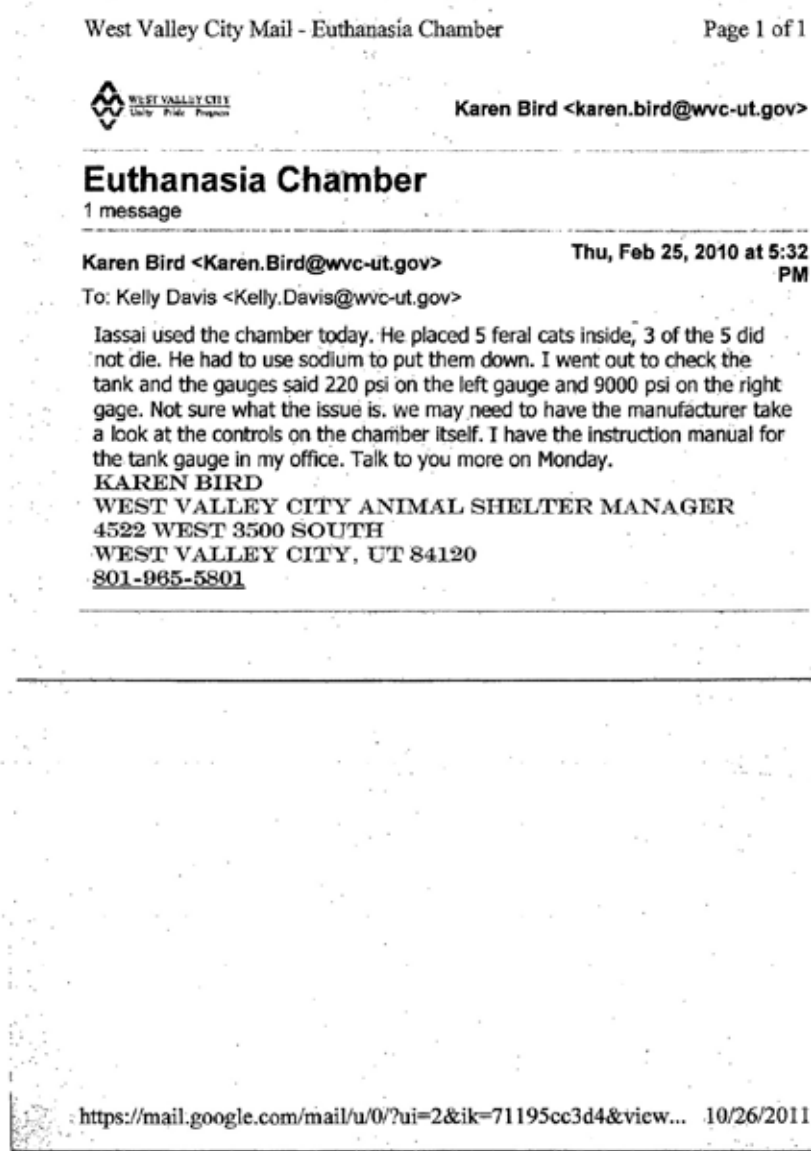 West Valley City Mail - Euthanasia Chamber Page 1 of 1
WEST VALLEY CITY
Unity Pride Progress
Karen Bird <karen.bird@wvc-ut.gov>
Euthanasia Chamber
1 message
Karen Bird <Karen.Bird@wvc-ut.gov> Thu, Feb 25, 2010 at 5:32
PM
To: Kelly Davis <Kelly.Davis@wvc-ut.gov>
Iassai used the chamber today. He placed 5 feral cats inside, 3 of the 5 did
not die. He had to use sodium to put them down. I went out to check the
tank and the gauges said 220 psi on the left gauge and 9000 psi on the right
gage. Not sure what the issue is. we may need to have the manufacturer take
a look at the controls on the chamber itself. I have the instruction manual for
the tank gauge in my office. Talk to you more on Monday.
KAREN BIRD
WEST VALLEY CITY ANIMAL SHELTER MANAGER
4522 WEST 3500 SOUTH
WEST VALLEY CITY, UT 84120
801-965-5801
https://mail.google.com/mail/u/0/?ui=2&ik=71195cc3d4&view... 10/26/2011